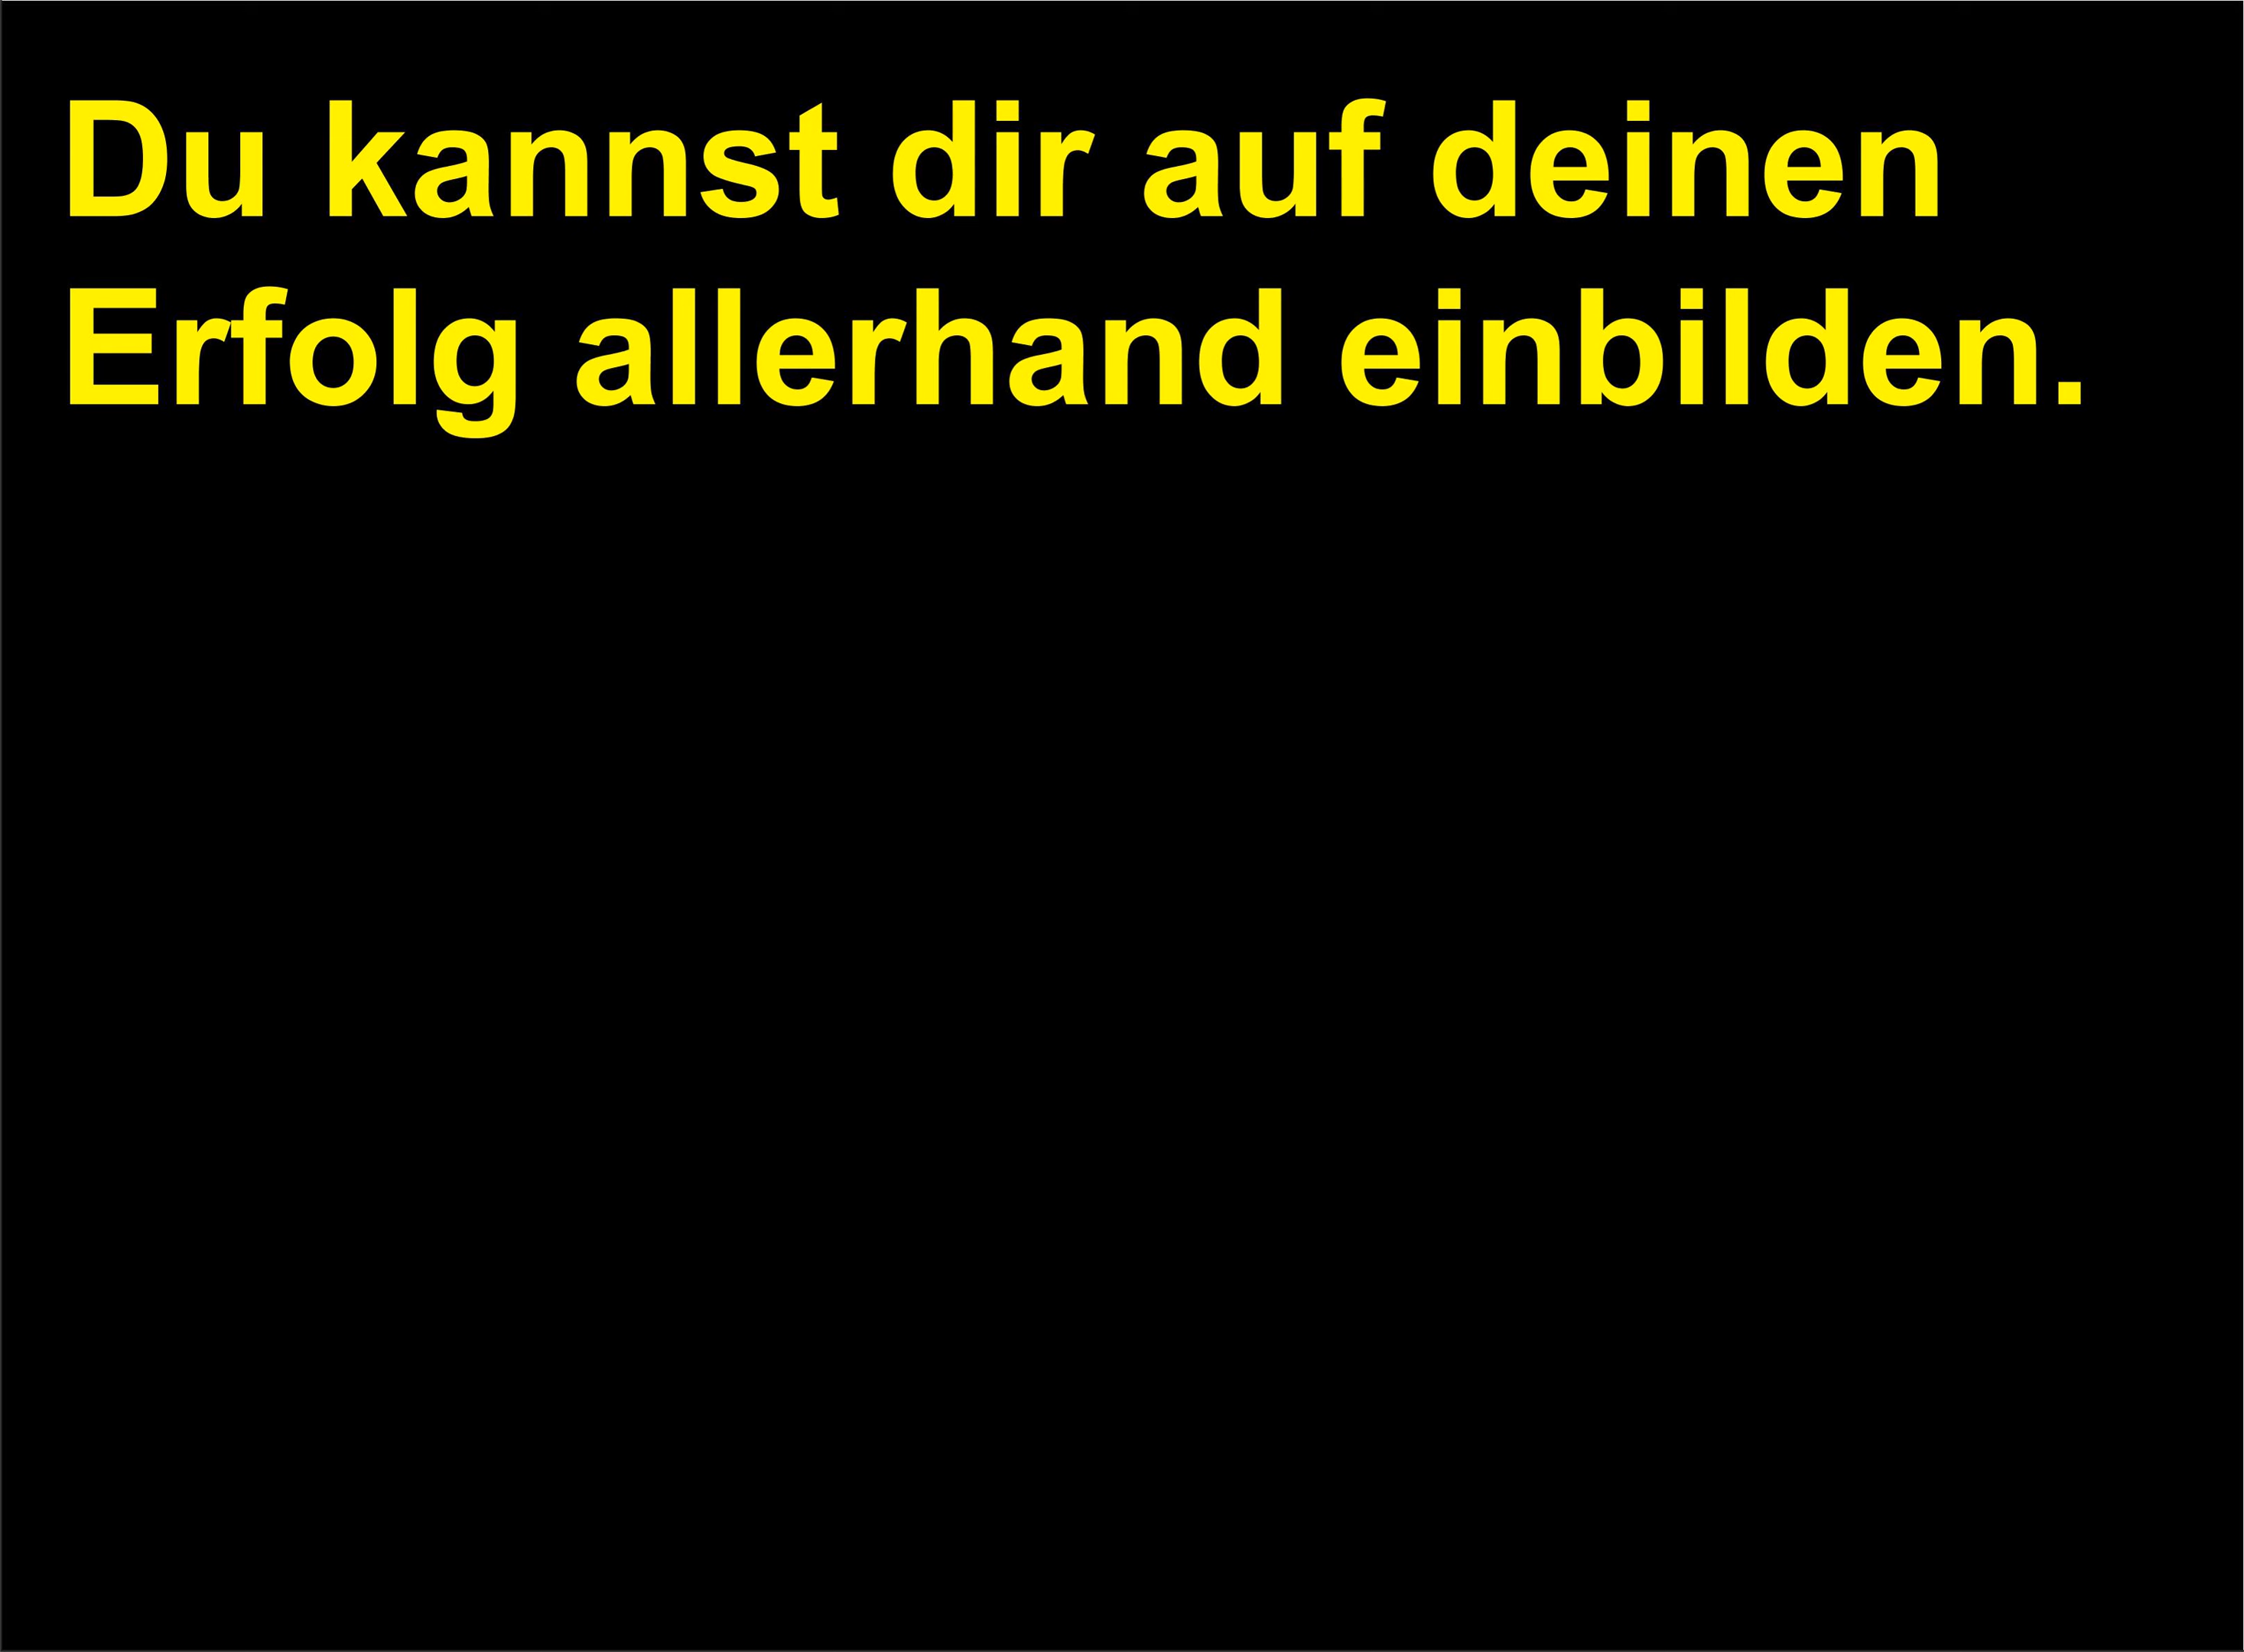 Du kannst dir auf deinen
Erfolg allerhand einbilden.